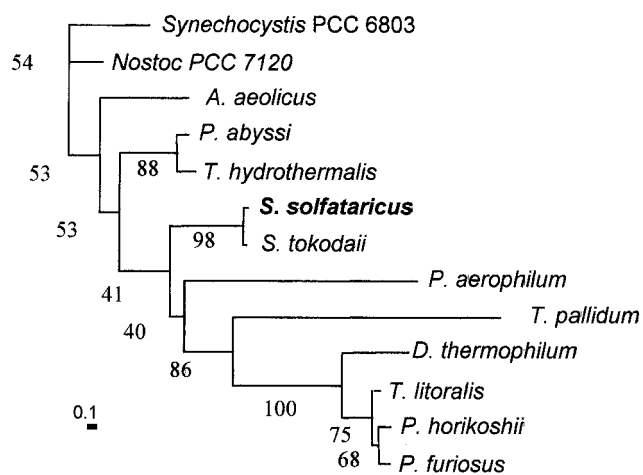 Synechocystis PCC 6803
54
Nostoc PCC 7120
A. aeolicus
P. abyssi
88
T. hydrothermalis
53
S. solfataricus
53
98
S. tokodaii
P. aerophilum
41
T. pallidum
40
D. thermophilum
86
T. litoralis
100
0.1
P. horikoshii
75
68
P. furiosus